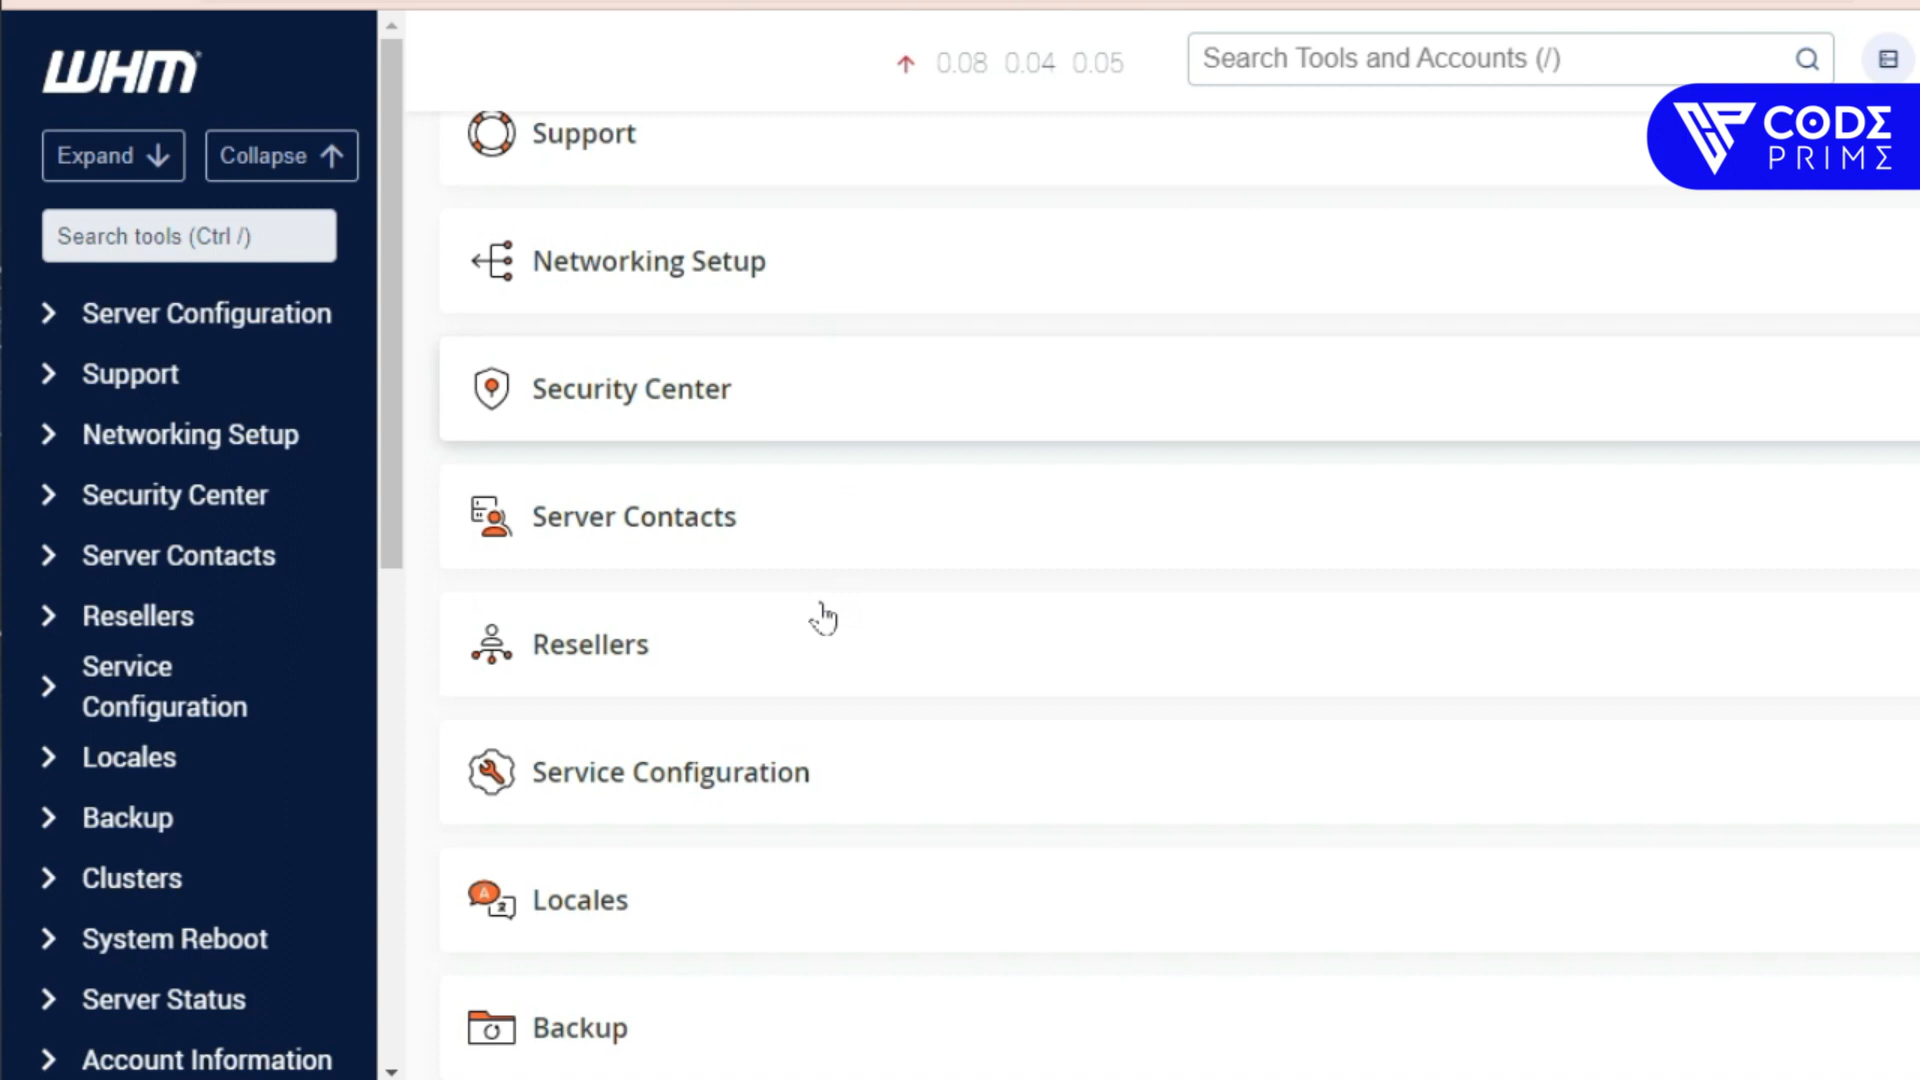 WHM
0.08 0.04 0.05
Search Tools and Accounts (/)
CODE
PRIME
Expand
Collapse
Search tools (Ctrl /)
Server Configuration
Support
Networking Setup
Security Center
Server Contacts
Resellers
Service
Configuration
Locales
Backup
Clusters
System Reboot
Server Status
Account Information
Support
Networking Setup
Security Center
Server Contacts
Resellers
Service Configuration
A
Locales
Backup